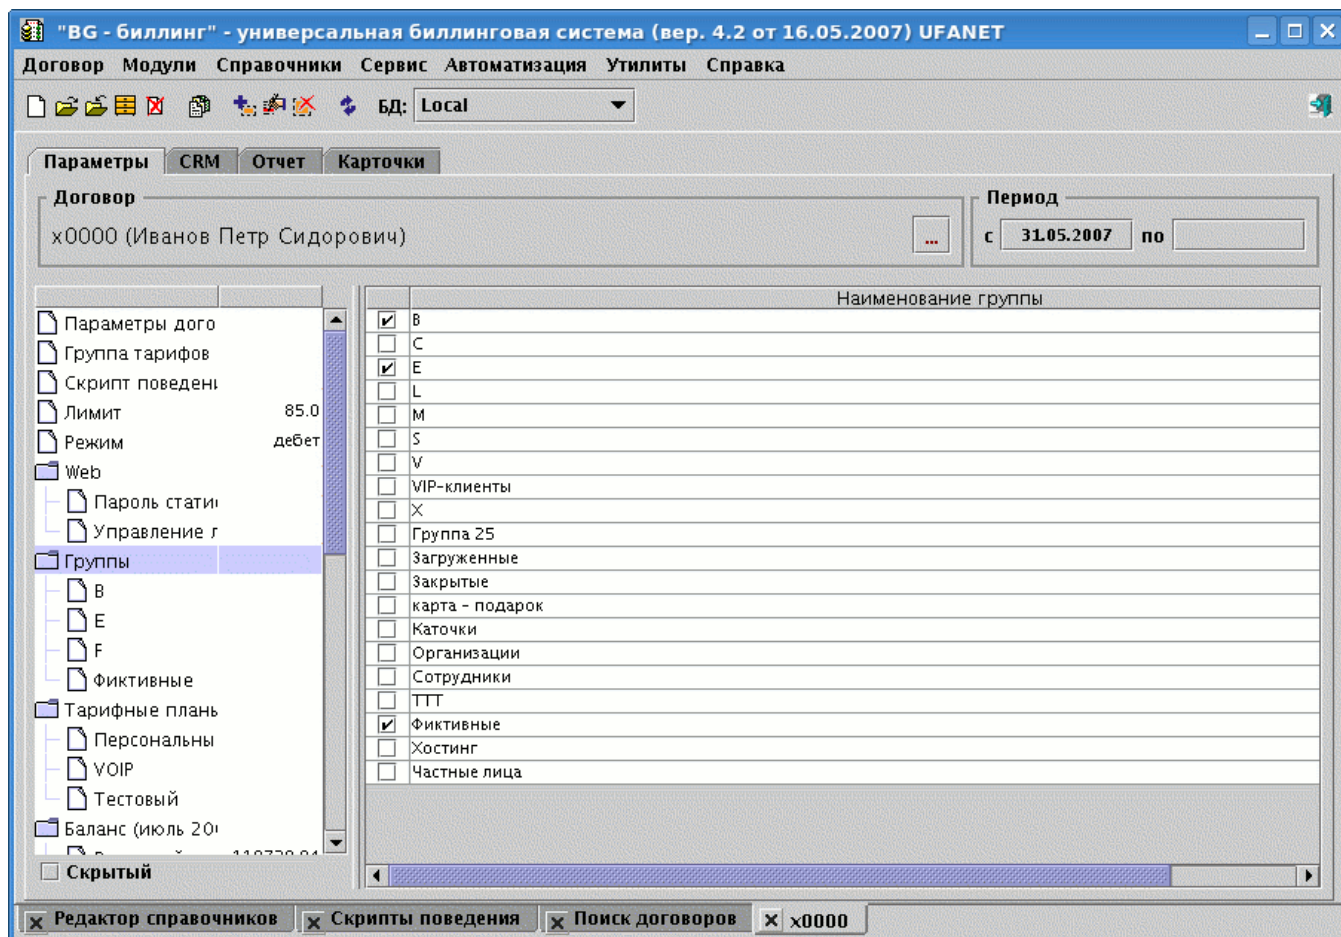 "BG - биллинг" - универсальная биллинговая система (вер. 4.2 от 16.05.2007) UFANET
Договор Модули Справочники Сервис Автоматизация Утилиты Справка
БД: Local
Параметры CRM Отчет Карточки
Договор
x0000 (Иванов Петр Сидорович)
...
Период
с 31.05.2007 по
Параметры дого
Группа тарифов
Скрипт поведен
Лимит 85.0
Режим дебет
Web
Пароль стати
Управление л
Группы
B
E
F
Фиктивные
Тарифные план
Персональны
VOIP
Тестовый
Баланс (июль 20
Скрытый
Наименование группы
B
C
E
L
M
S
V
VIP-клиенты
X
Группа 25
Загруженные
Закрытые
карта - подарок
Каточки
Организации
Сотрудники
ТТТ
Фиктивные
Хостинг
Частные лица
Редактор справочников Скрипты поведения Поиск договоров x0000